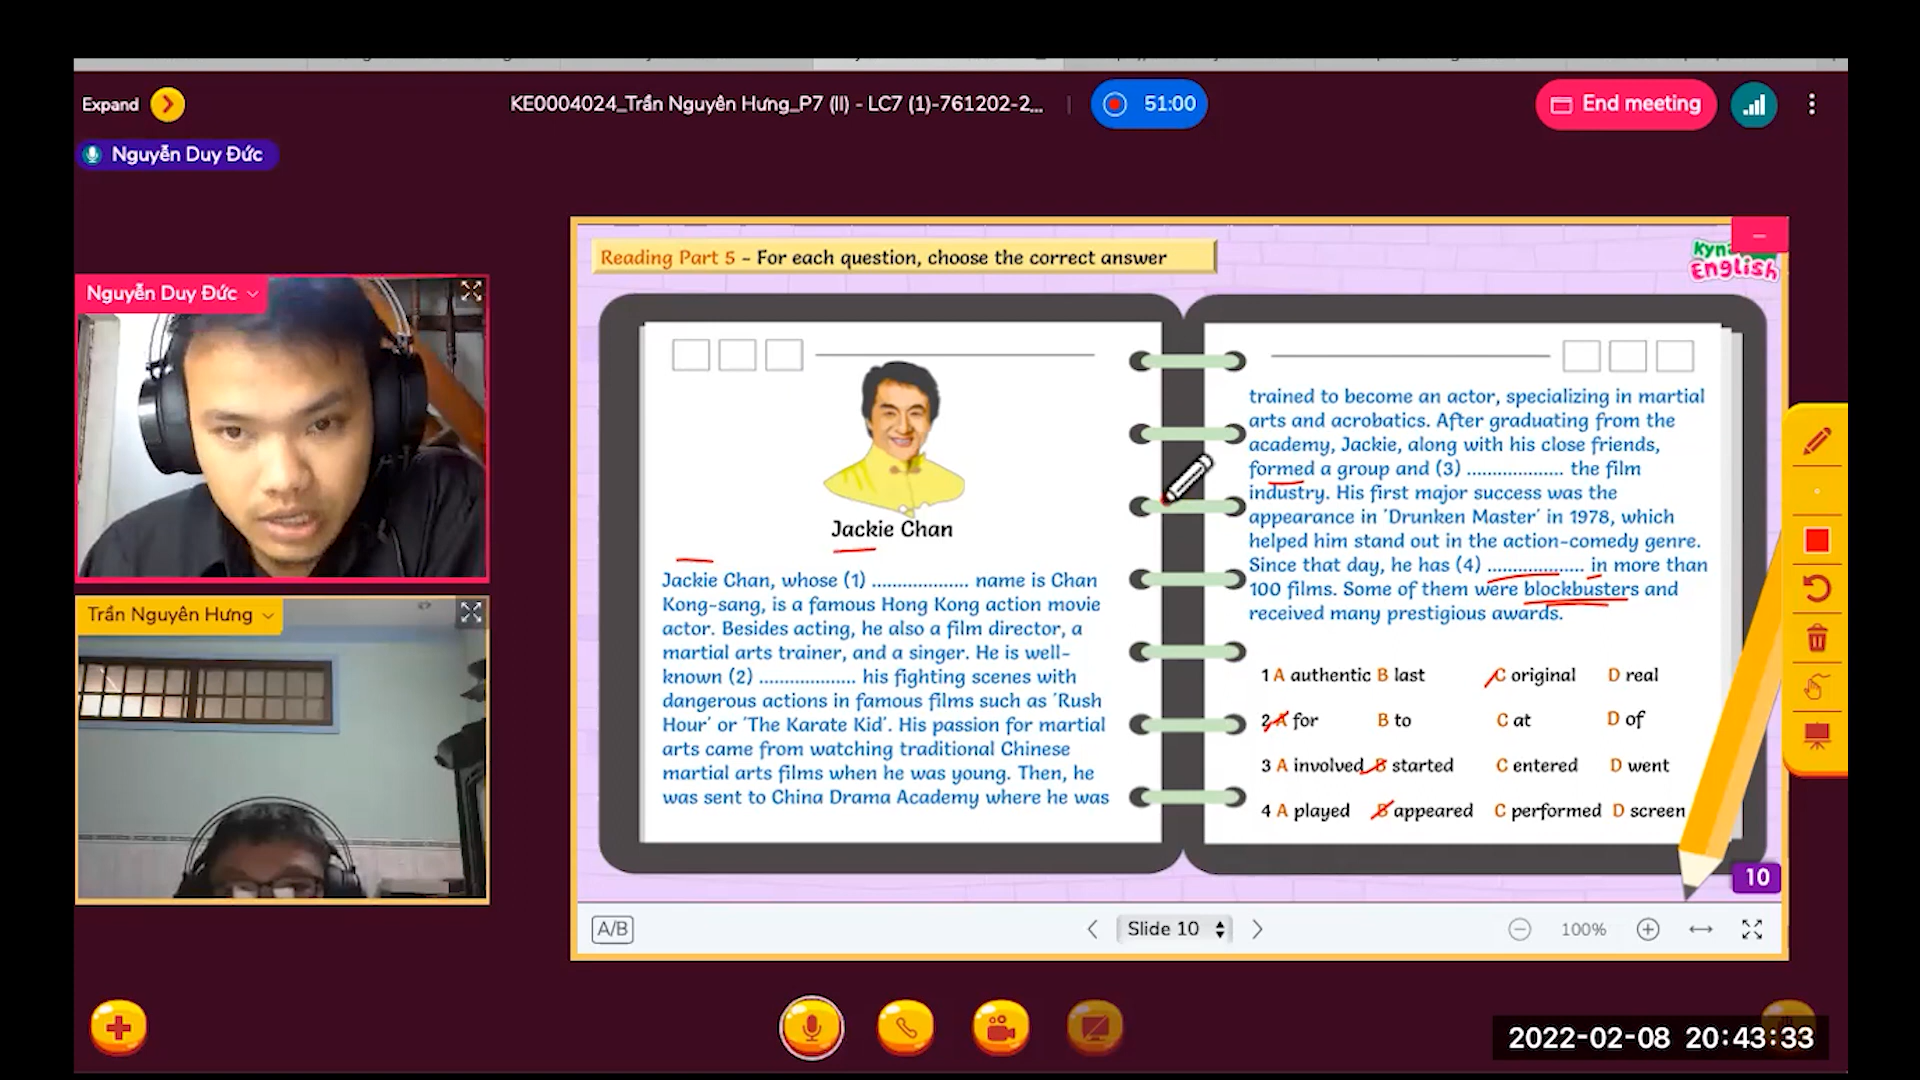 Expand
KE0004024_Trần Nguyên Hưng_P7 (II) - LC7 (1)-761202-2...
51:00
End meeting
Nguyễn Duy Đức
Nguyễn Duy Đức
Trần Nguyên Hưng
Reading Part 5 - For each question, choose the correct answer
English
Jackie Chan
Jackie Chan, whose (1) ................... name is Chan
Kong-sang, is a famous Hong Kong action movie
actor. Besides acting, he also a film director, a
martial arts trainer, and a singer. He is well-
known (2) ................... his fighting scenes with
dangerous actions in famous films such as 'Rush
Hour' or 'The Karate Kid'. His passion for martial
arts came from watching traditional Chinese
martial arts films when he was young. Then, he
was sent to China Drama Academy where he was
trained to become an actor, specializing in martial
arts and acrobatics. After graduating from the
academy, Jackie, along with his close friends,
formed a group and (3) ................... the film
industry. His first major success was the
appearance in 'Drunken Master' in 1978, which
helped him stand out in the action-comedy genre.
Since that day, he has (4) ................... in more than
100 films. Some of them were blockbusters and
received many prestigious awards.
1 A authentic B last C original D real
2 A for B to C at D of
3 A involved B started C entered D went
4 A played B appeared C performed D screen
10
A/B
Slide 10
100%
2022-02-08 20:43:33